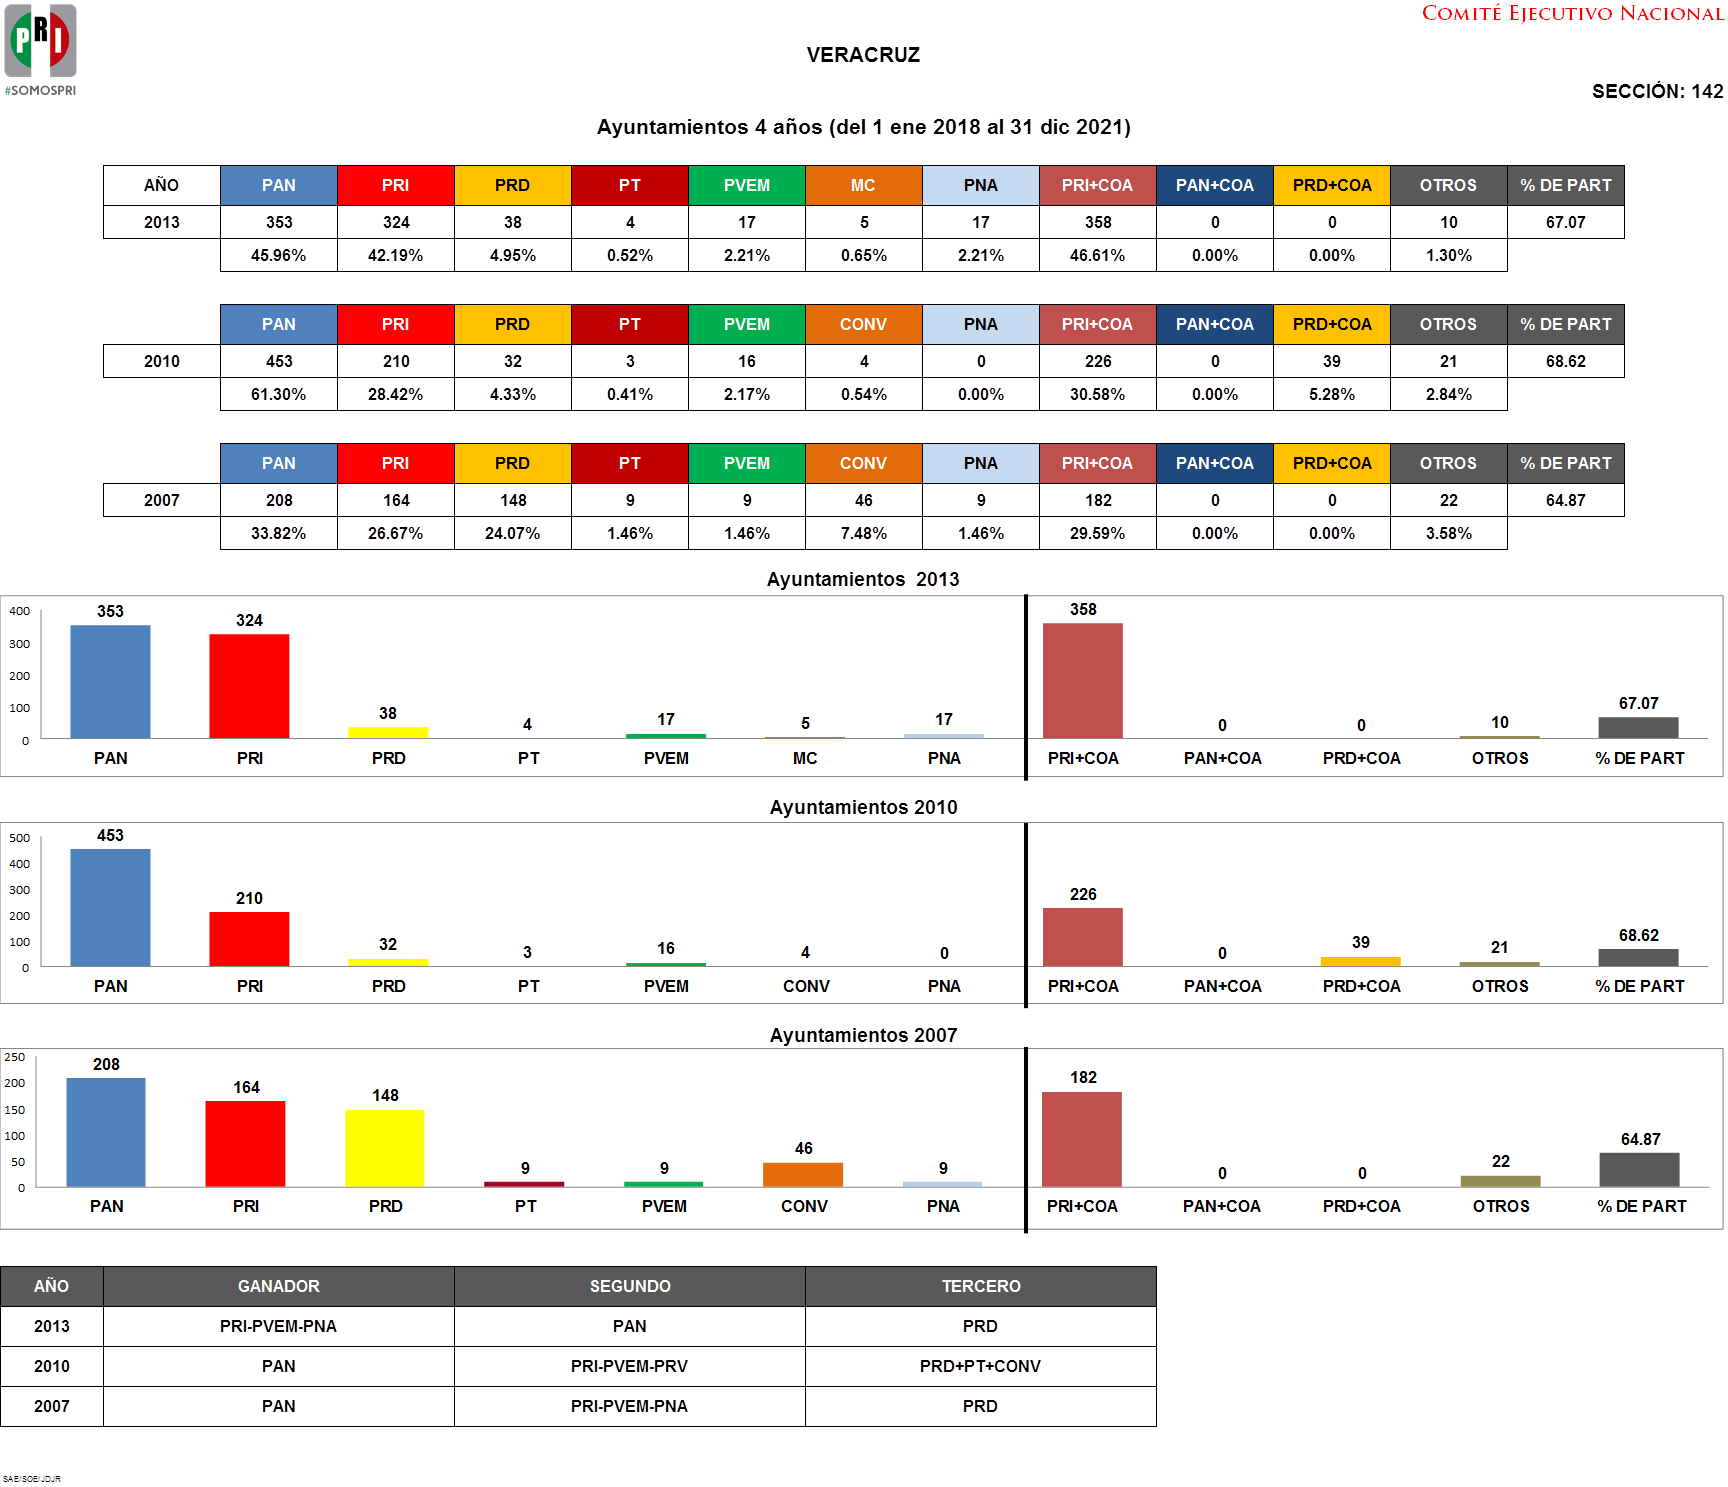 PRI
#SOMOSPRI
COMITÉ EJECUTIVO NACIONAL
VERACRUZ
SECCIÓN: 142
Ayuntamientos 4 años (del 1 ene 2018 al 31 dic 2021)
AÑO PAN PRI PRD PT PVEM MC PNA PRI+COA PAN+COA PRD+COA OTROS % DE PART
2013 353 324 38 4 17 5 17 358 0 0 10 67.07
45.96% 42.19% 4.95% 0.52% 2.21% 0.65% 2.21% 46.61% 0.00% 0.00% 1.30%
PAN PRI PRD PT PVEM CONV PNA PRI+COA PAN+COA PRD+COA OTROS % DE PART
2010 453 210 32 3 16 4 0 226 0 39 21 68.62
61.30% 28.42% 4.33% 0.41% 2.17% 0.54% 0.00% 30.58% 0.00% 5.28% 2.84%
PAN PRI PRD PT PVEM CONV PNA PRI+COA PAN+COA PRD+COA OTROS % DE PART
2007 208 164 148 9 9 46 9 182 0 0 22 64.87
33.82% 26.67% 24.07% 1.46% 1.46% 7.48% 1.46% 29.59% 0.00% 0.00% 3.58%
Ayuntamientos 2013
400
300
200
100
0
353 324 38 4 17 5 17 358 0 0 10 67.07
PAN PRI PRD PT PVEM MC PNA PRI+COA PAN+COA PRD+COA OTROS % DE PART
Ayuntamientos 2010
500
400
300
200
100
0
453 210 32 3 16 4 0 226 0 39 21 68.62
PAN PRI PRD PT PVEM CONV PNA PRI+COA PAN+COA PRD+COA OTROS % DE PART
Ayuntamientos 2007
250
200
150
100
50
0
208 164 148 9 9 46 9 182 0 0 22 64.87
PAN PRI PRD PT PVEM CONV PNA PRI+COA PAN+COA PRD+COA OTROS % DE PART
AÑO GANADOR SEGUNDO TERCERO
2013 PRI-PVEM-PNA PAN PRD
2010 PAN PRI-PVEM-PRV PRD+PT+CONV
2007 PAN PRI-PVEM-PNA PRD
SAE/SOE/JDJR